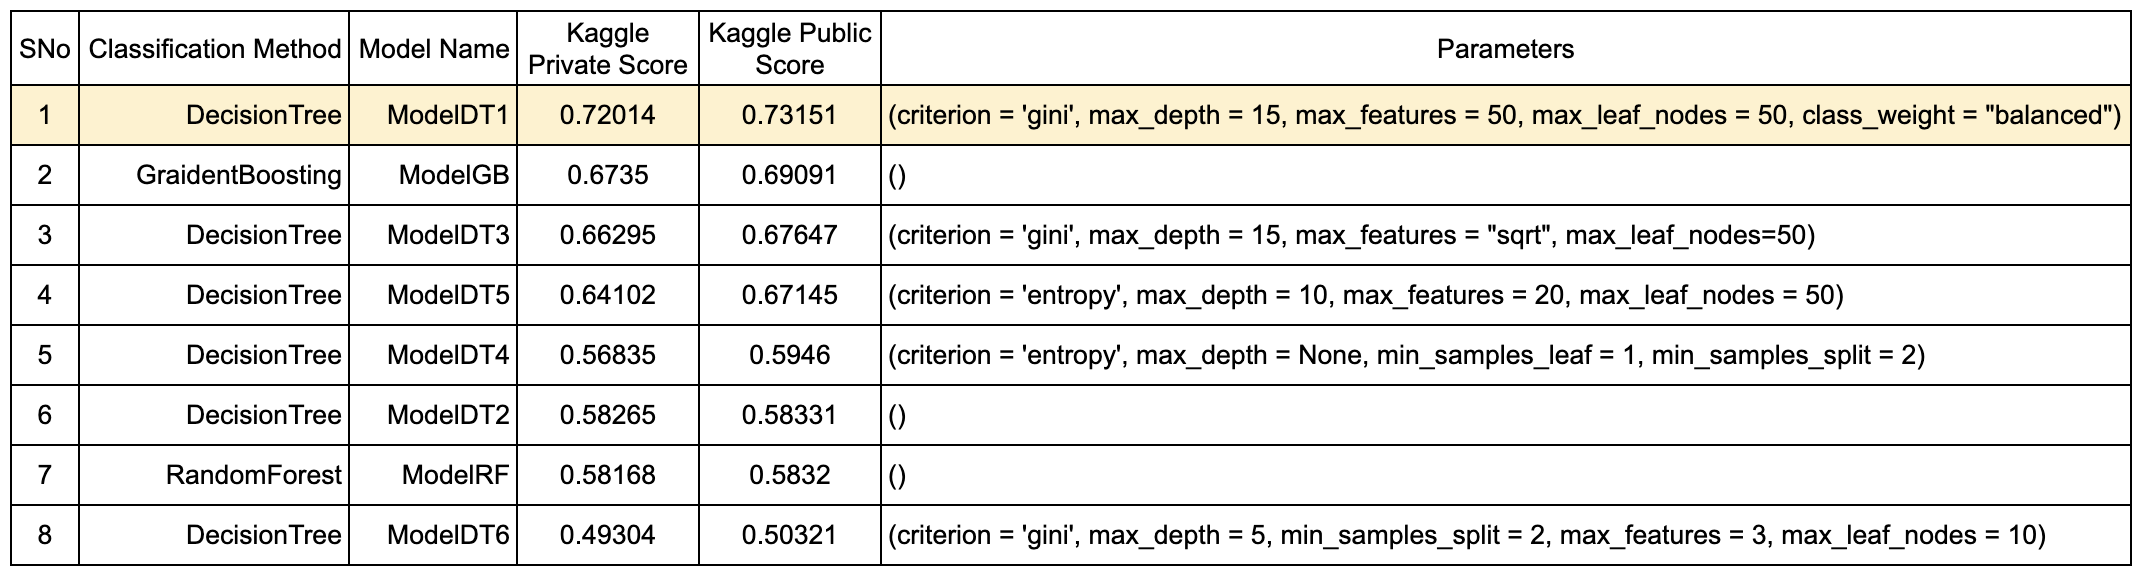 SNo Classification Method Model Name Kaggle Private Score Kaggle Public Score Parameters
1 DecisionTree ModelDT1 0.72014 0.73151 (criterion = 'gini', max_depth = 15, max_features = 50, max_leaf_nodes = 50, class_weight = "balanced")
2 GraidentBoosting ModelGB 0.6735 0.69091 ()
3 DecisionTree ModelDT3 0.66295 0.67647 (criterion = 'gini', max_depth = 15, max_features = "sqrt", max_leaf_nodes=50)
4 DecisionTree ModelDT5 0.64102 0.67145 (criterion = 'entropy', max_depth = 10, max_features = 20, max_leaf_nodes = 50)
5 DecisionTree ModelDT4 0.56835 0.5946 (criterion = 'entropy', max_depth = None, min_samples_leaf = 1, min_samples_split = 2)
6 DecisionTree ModelDT2 0.58265 0.58331 ()
7 RandomForest ModelRF 0.58168 0.5832 ()
8 DecisionTree ModelDT6 0.49304 0.50321 (criterion = 'gini', max_depth = 5, min_samples_split = 2, max_features = 3, max_leaf_nodes = 10)